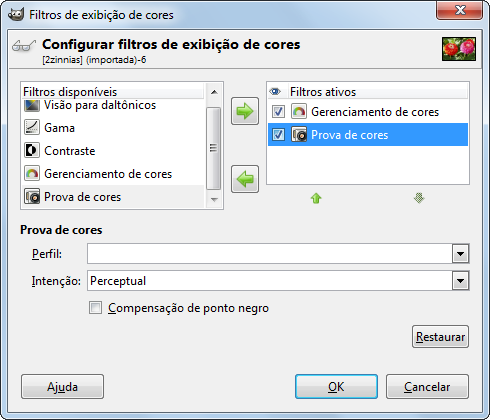 Filtros de exibição de cores
Configurar filtros de exibição de cores
[2zinnias] (importada)-6
Filtros disponíveis
Visão para daltônicos
Gama
Contraste
Gerenciamento de cores
Prova de cores
Filtros ativos
Gerenciamento de cores
Prova de cores
Prova de cores
Perfil:
Intenção: Perceptual
Compensação de ponto negro
Restaurar
Ajuda
OK
Cancelar